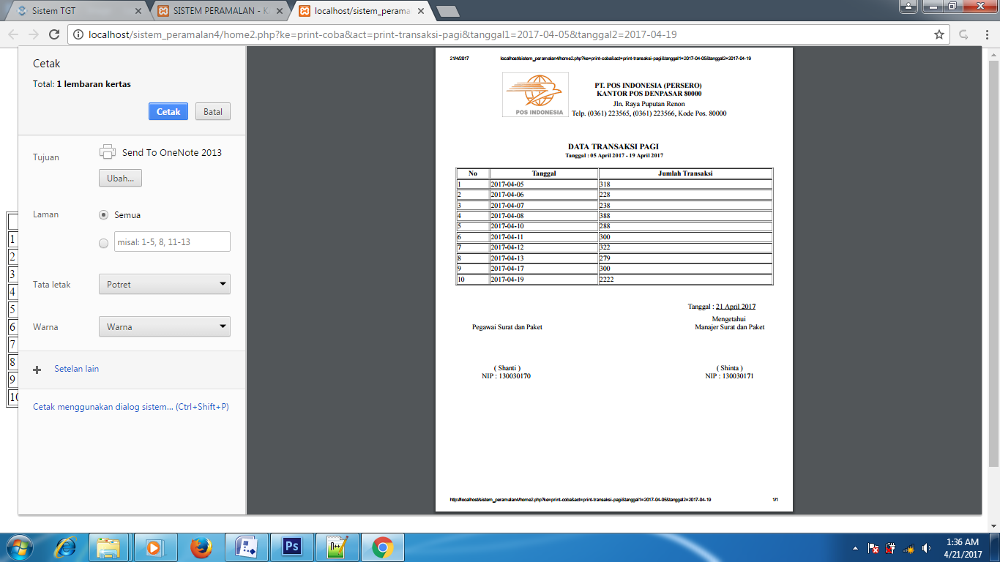 Sistem TGT
SISTEM PERAMALAN - K
localhost/sistem_perama
localhost/sistem_peramalan4/home2.php?ke=print-coba&act=print-transaksi-pagi&tanggal1=2017-04-05&tanggal2=2017-04-19
Cetak
Total: 1 lembaran kertas
Cetak Batal
Tujuan Send To OneNote 2013
Ubah...
Laman Semua
misal: 1-5, 8, 11-13
Tata letak Potret
Warna Warna
Setelan lain
Cetak menggunakan dialog sistem... (Ctrl+Shift+P)
1
2
3
4
5
6
7
8
9
10
21/4/2017 localhost/sistem_peramalan4/home2.php?ke=print-coba&act=print-transaksi-pagi&tanggal1=2017-04-05&tanggal2=2017-04-19
POS INDONESIA
PT. POS INDONESIA (PERSERO)
KANTOR POS DENPASAR 80000
Jln. Raya Puputan Renon
Telp. (0361) 223565, (0361) 223566, Kode Pos. 80000
DATA TRANSAKSI PAGI
Tanggal : 05 April 2017 - 19 April 2017
No Tanggal Jumlah Transaksi
1 2017-04-05 318
2 2017-04-06 228
3 2017-04-07 238
4 2017-04-08 388
5 2017-04-10 288
6 2017-04-11 300
7 2017-04-12 322
8 2017-04-13 279
9 2017-04-17 300
10 2017-04-19 2222
Tanggal : 21 April 2017
Mengetahui
Pegawai Surat dan Paket Manajer Surat dan Paket
( Shanti ) ( Shinta )
NIP : 130030170 NIP : 130030171
http://localhost/sistem_peramalan4/home2.php?ke=print-coba&act=print-transaksi-pagi&tanggal1=2017-04-05&tanggal2=2017-04-19 1/1
Ps
1:36 AM
4/21/2017